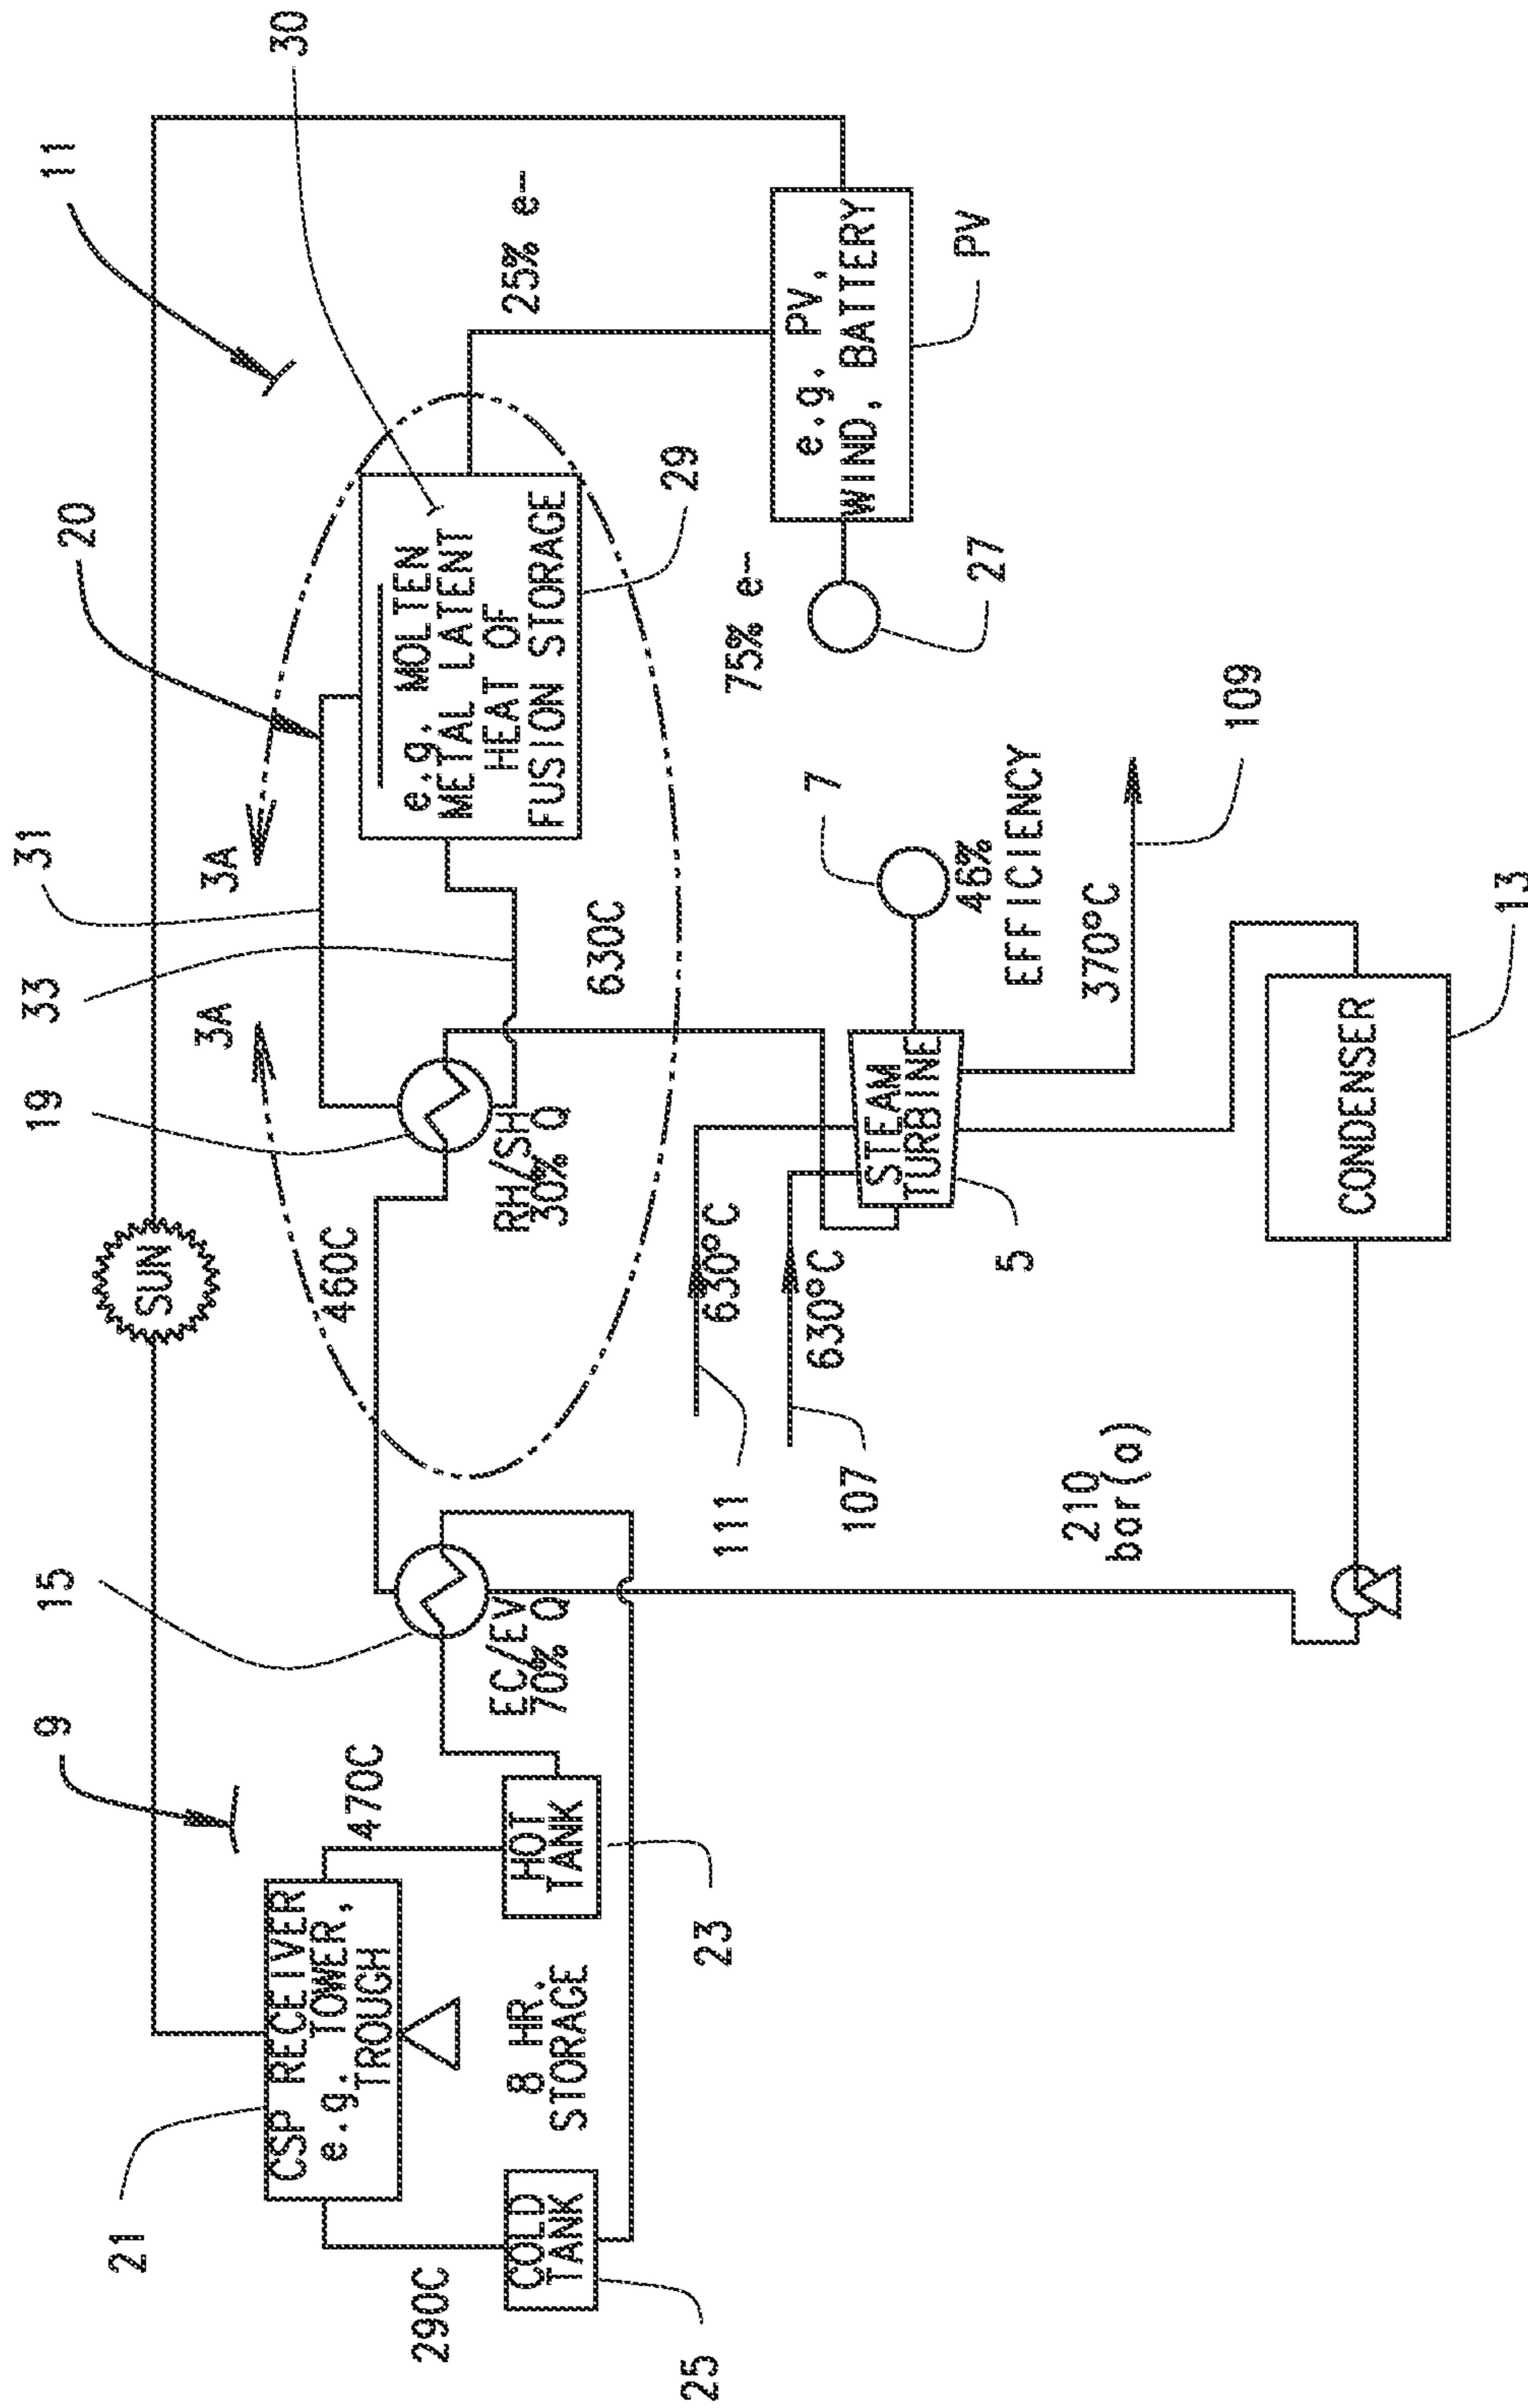 30
11
20
31
33
19
15
9
21
SUN
3A
3A
CSP RECEIVER
e.g. TOWER,
TROUGH
290C
470C
COLD
TANK
25
8 HR.
STORAGE
HOT
TANK
23
EC/EV
70% Q
460C
RH/SH
30% Q
630C
e.g. MOLTEN
METAL LATENT
HEAT OF
FUSION STORAGE
29
25% e-
75% e-
e.g. PV,
WIND, BATTERY
PV
27
111
630°C
107
630°C
STEAM
TURBINE
5
7
46%
EFFICIENCY
370°C
109
210
bar(a)
CONDENSER
13